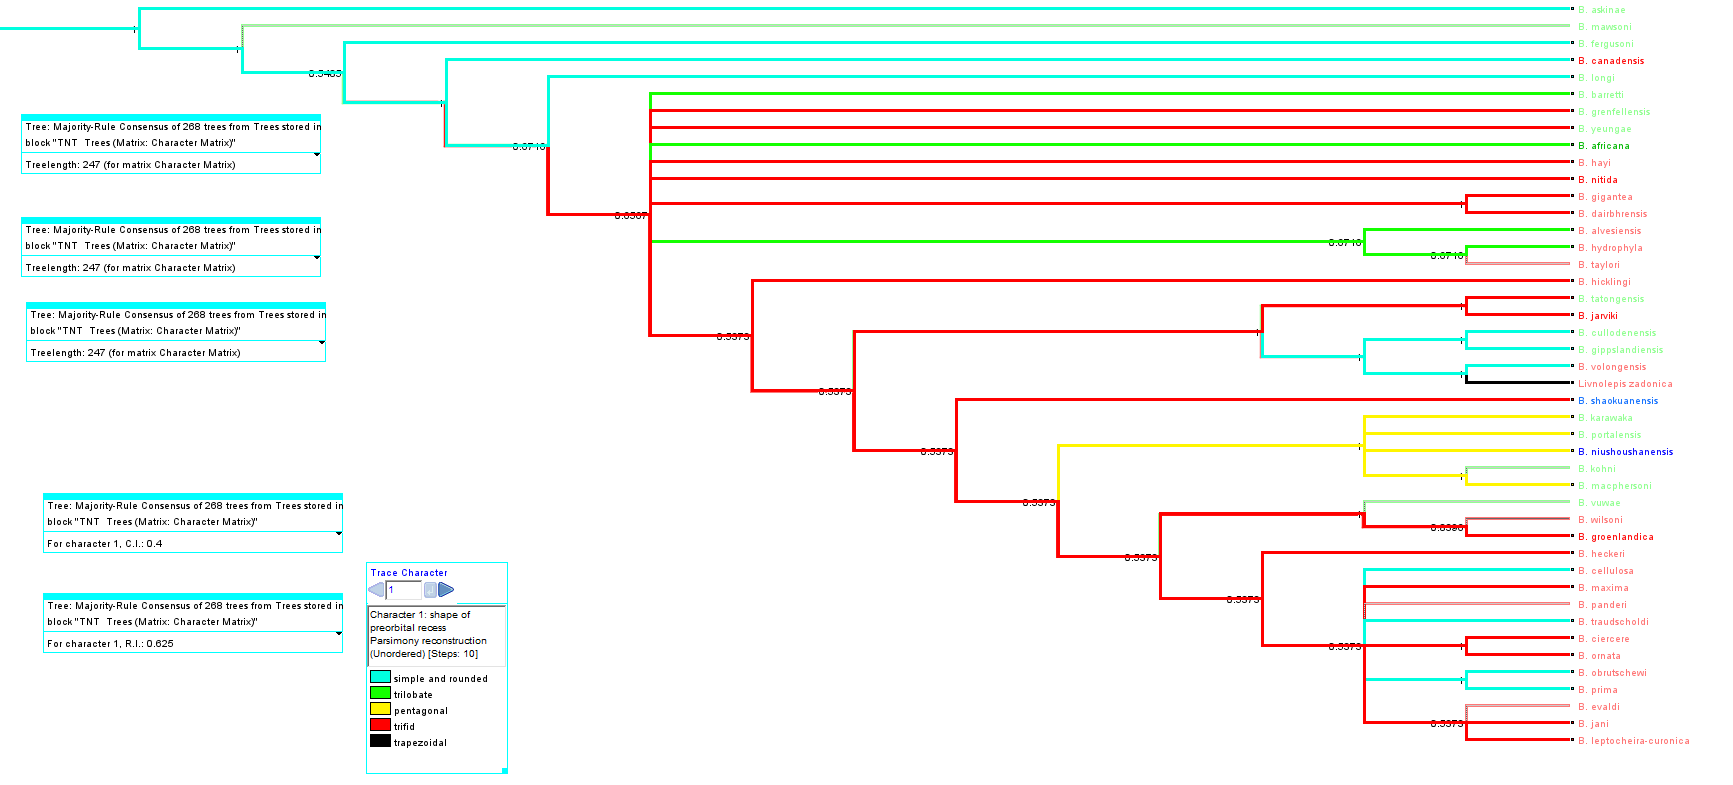 B. askinae
B. mawsoni
B. fergusoni
B. canadensis
B. longi
B. barretti
B. grenfellensis
B. yeungae
B. africana
B. hayi
B. nitida
B. gigantea
B. dairbhrensis
B. alvesiensis
B. hydrophyla
B. taylori
B. hicklingi
B. tatongensis
B. jarviki
B. cullodenensis
B. gippslandiensis
B. volongensis
Livnolepis zadonica
B. shaokuanensis
B. karawaka
B. portalensis
B. niushoushanensis
B. kohni
B. macphersoni
B. vuwae
B. wilsoni
B. groenlandica
B. heckeri
B. cellulosa
B. maxima
B. panderi
B. traudscholdi
B. ciercere
B. ornata
B. obrutschewi
B. prima
B. evaldi
B. jani
B. leptocheira-curonica
Tree: Majority-Rule Consensus of 268 trees from Trees stored in
block "TNT Trees (Matrix: Character Matrix)"
Treelength: 247 (for matrix Character Matrix)
Tree: Majority-Rule Consensus of 268 trees from Trees stored in
block "TNT Trees (Matrix: Character Matrix)"
Treelength: 247 (for matrix Character Matrix)
Tree: Majority-Rule Consensus of 268 trees from Trees stored in
block "TNT Trees (Matrix: Character Matrix)"
Treelength: 247 (for matrix Character Matrix)
Tree: Majority-Rule Consensus of 268 trees from Trees stored in
block "TNT Trees (Matrix: Character Matrix)"
For character 1, C.I.: 0.4
Tree: Majority-Rule Consensus of 268 trees from Trees stored in
block "TNT Trees (Matrix: Character Matrix)"
For character 1, R.I.: 0.625
Trace Character
1
Character 1: shape of
preorbital recess
Parsimony reconstruction
(Unordered) [Steps: 10]
simple and rounded
trilobate
pentagonal
trifid
trapezoidal